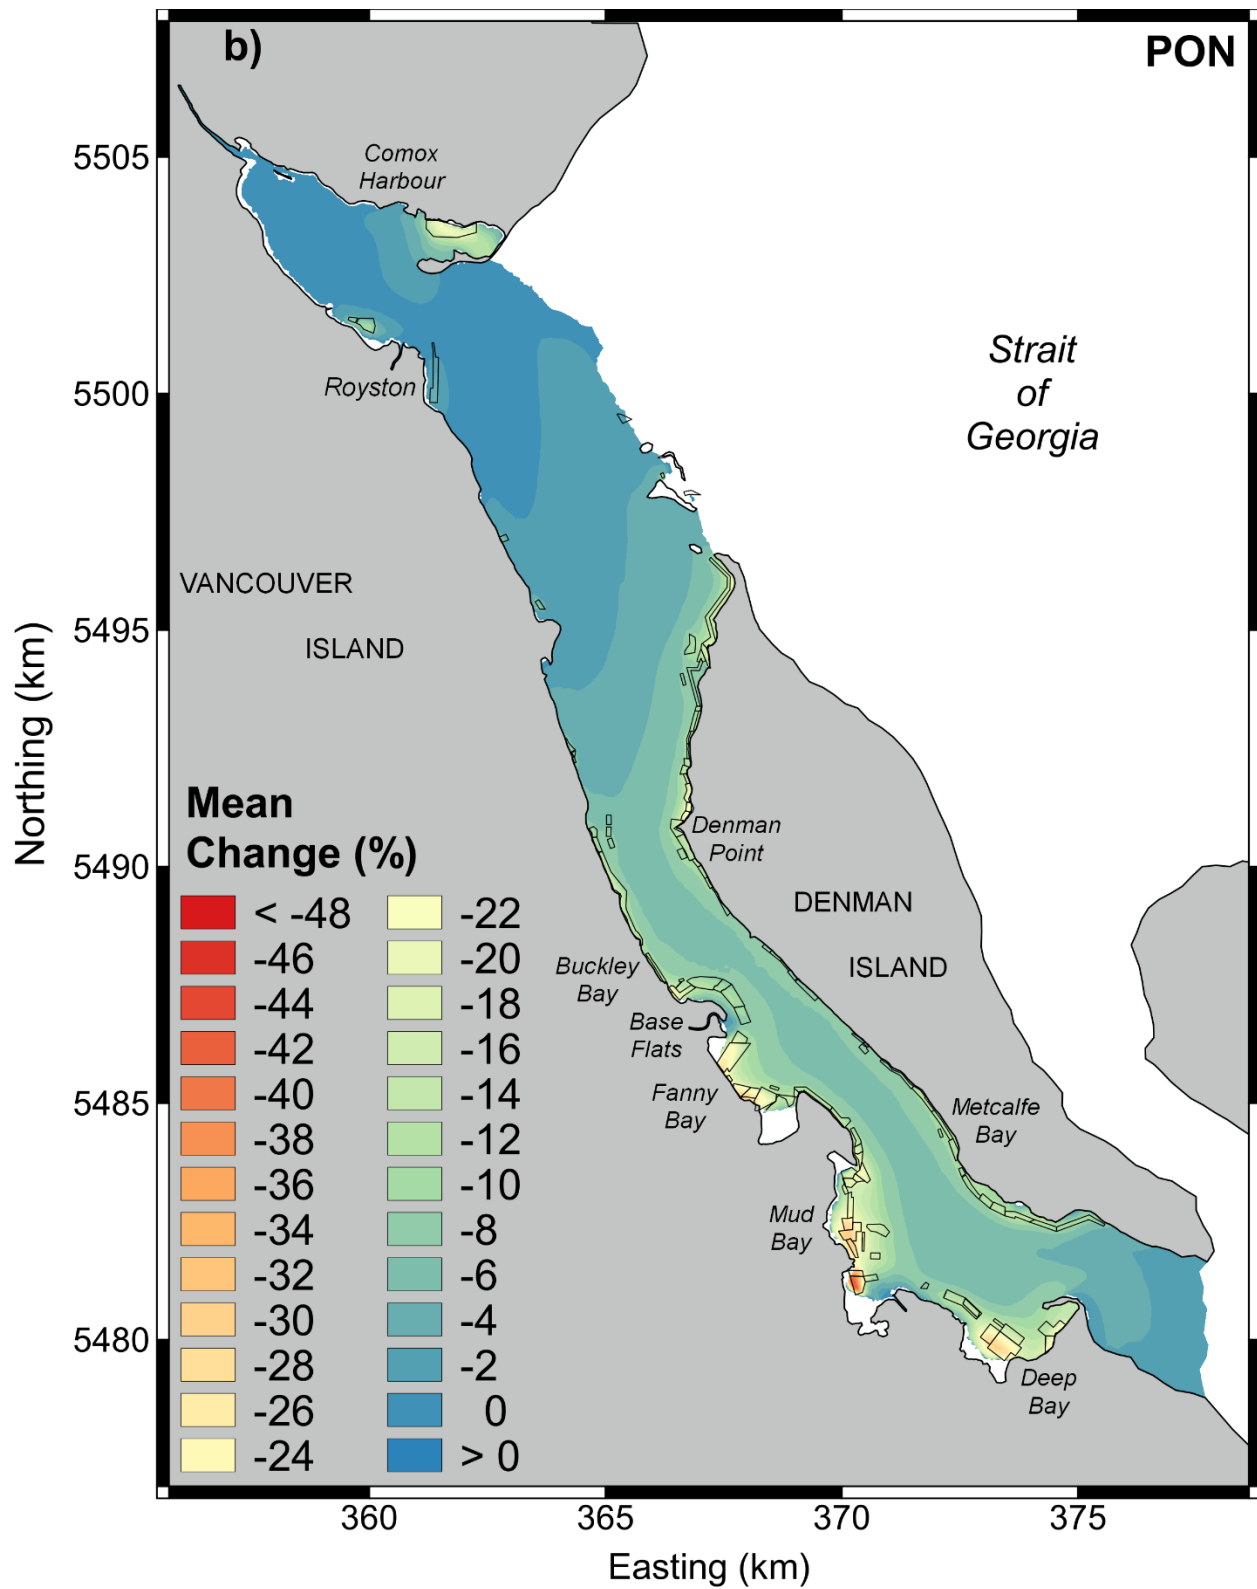 b)
PON
5505
5500
5495
5490
5485
5480
Northing (km)
Comox
Harbour
Royston
Strait
of
Georgia
VANCOUVER
ISLAND
Denman
Point
DENMAN
ISLAND
Buckley
Bay
Base
Flats
Fanny
Bay
Metcalfe
Bay
Mud
Bay
Deep
Bay
Mean
Change (%)
< -48
-46
-44
-42
-40
-38
-36
-34
-32
-30
-28
-26
-24
-22
-20
-18
-16
-14
-12
-10
-8
-6
-4
-2
0
> 0
360
365
370
375
Easting (km)